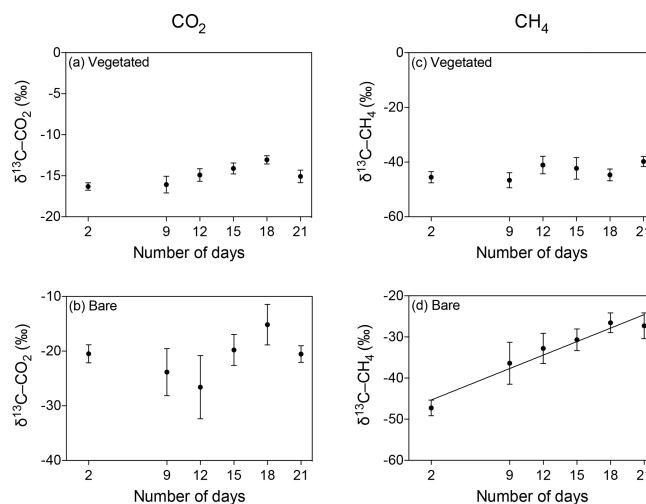 CO2
CH4
(a) Vegetated
0
-5
-10
-15
-20
δ13C–CO2 (‰)
2 9 12 15 18 21
Number of days
(c) Vegetated
0
-20
-40
-60
δ13C–CH4 (‰)
2 9 12 15 18 21
Number of days
(b) Bare
-10
-20
-30
-40
δ13C–CO2 (‰)
2 9 12 15 18 21
Number of days
(d) Bare
-20
-30
-40
-50
-60
δ13C–CH4 (‰)
2 9 12 15 18 21
Number of days